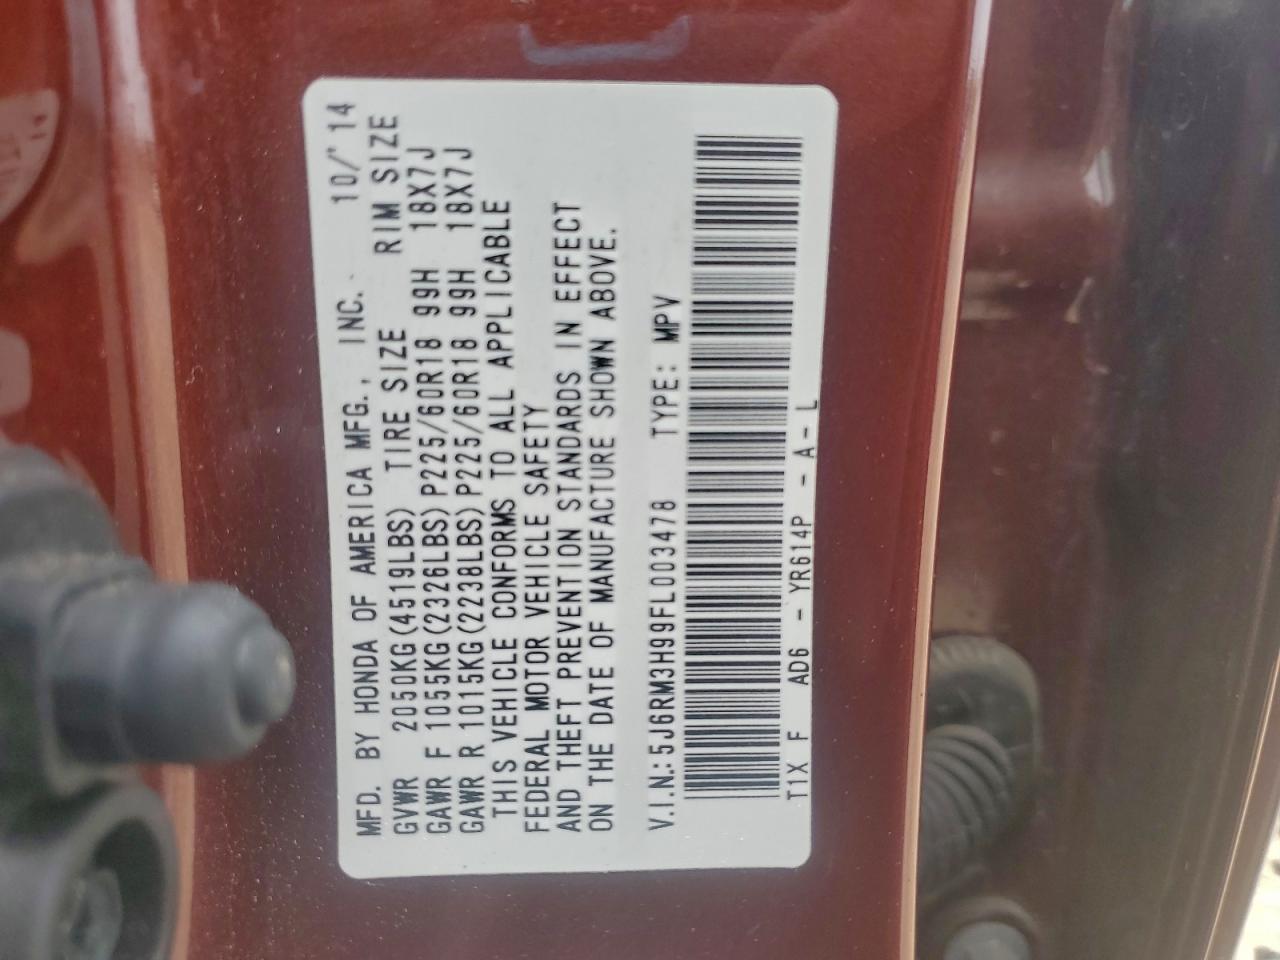 MFD. BY HONDA OF AMERICA MFG., INC. 10/'14
GVWR 2050KG(4519LBS) TIRE SIZE RIM SIZE
GAWR F 1055KG(2326LBS)P225/60R18 99H 18X7J
GAWR R 1015KG(2238LBS)P225/60R18 99H 18X7J
THIS VEHICLE CONFORMS TO ALL APPLICABLE
FEDERAL MOTOR VEHICLE SAFETY
AND THEFT PREVENTION STANDARDS IN EFFECT
ON THE DATE OF MANUFACTURE SHOWN ABOVE.
V.I.N.:5J6RM3H99FL003478 TYPE: MPV
T1X F AD6 - YR614P - A - L